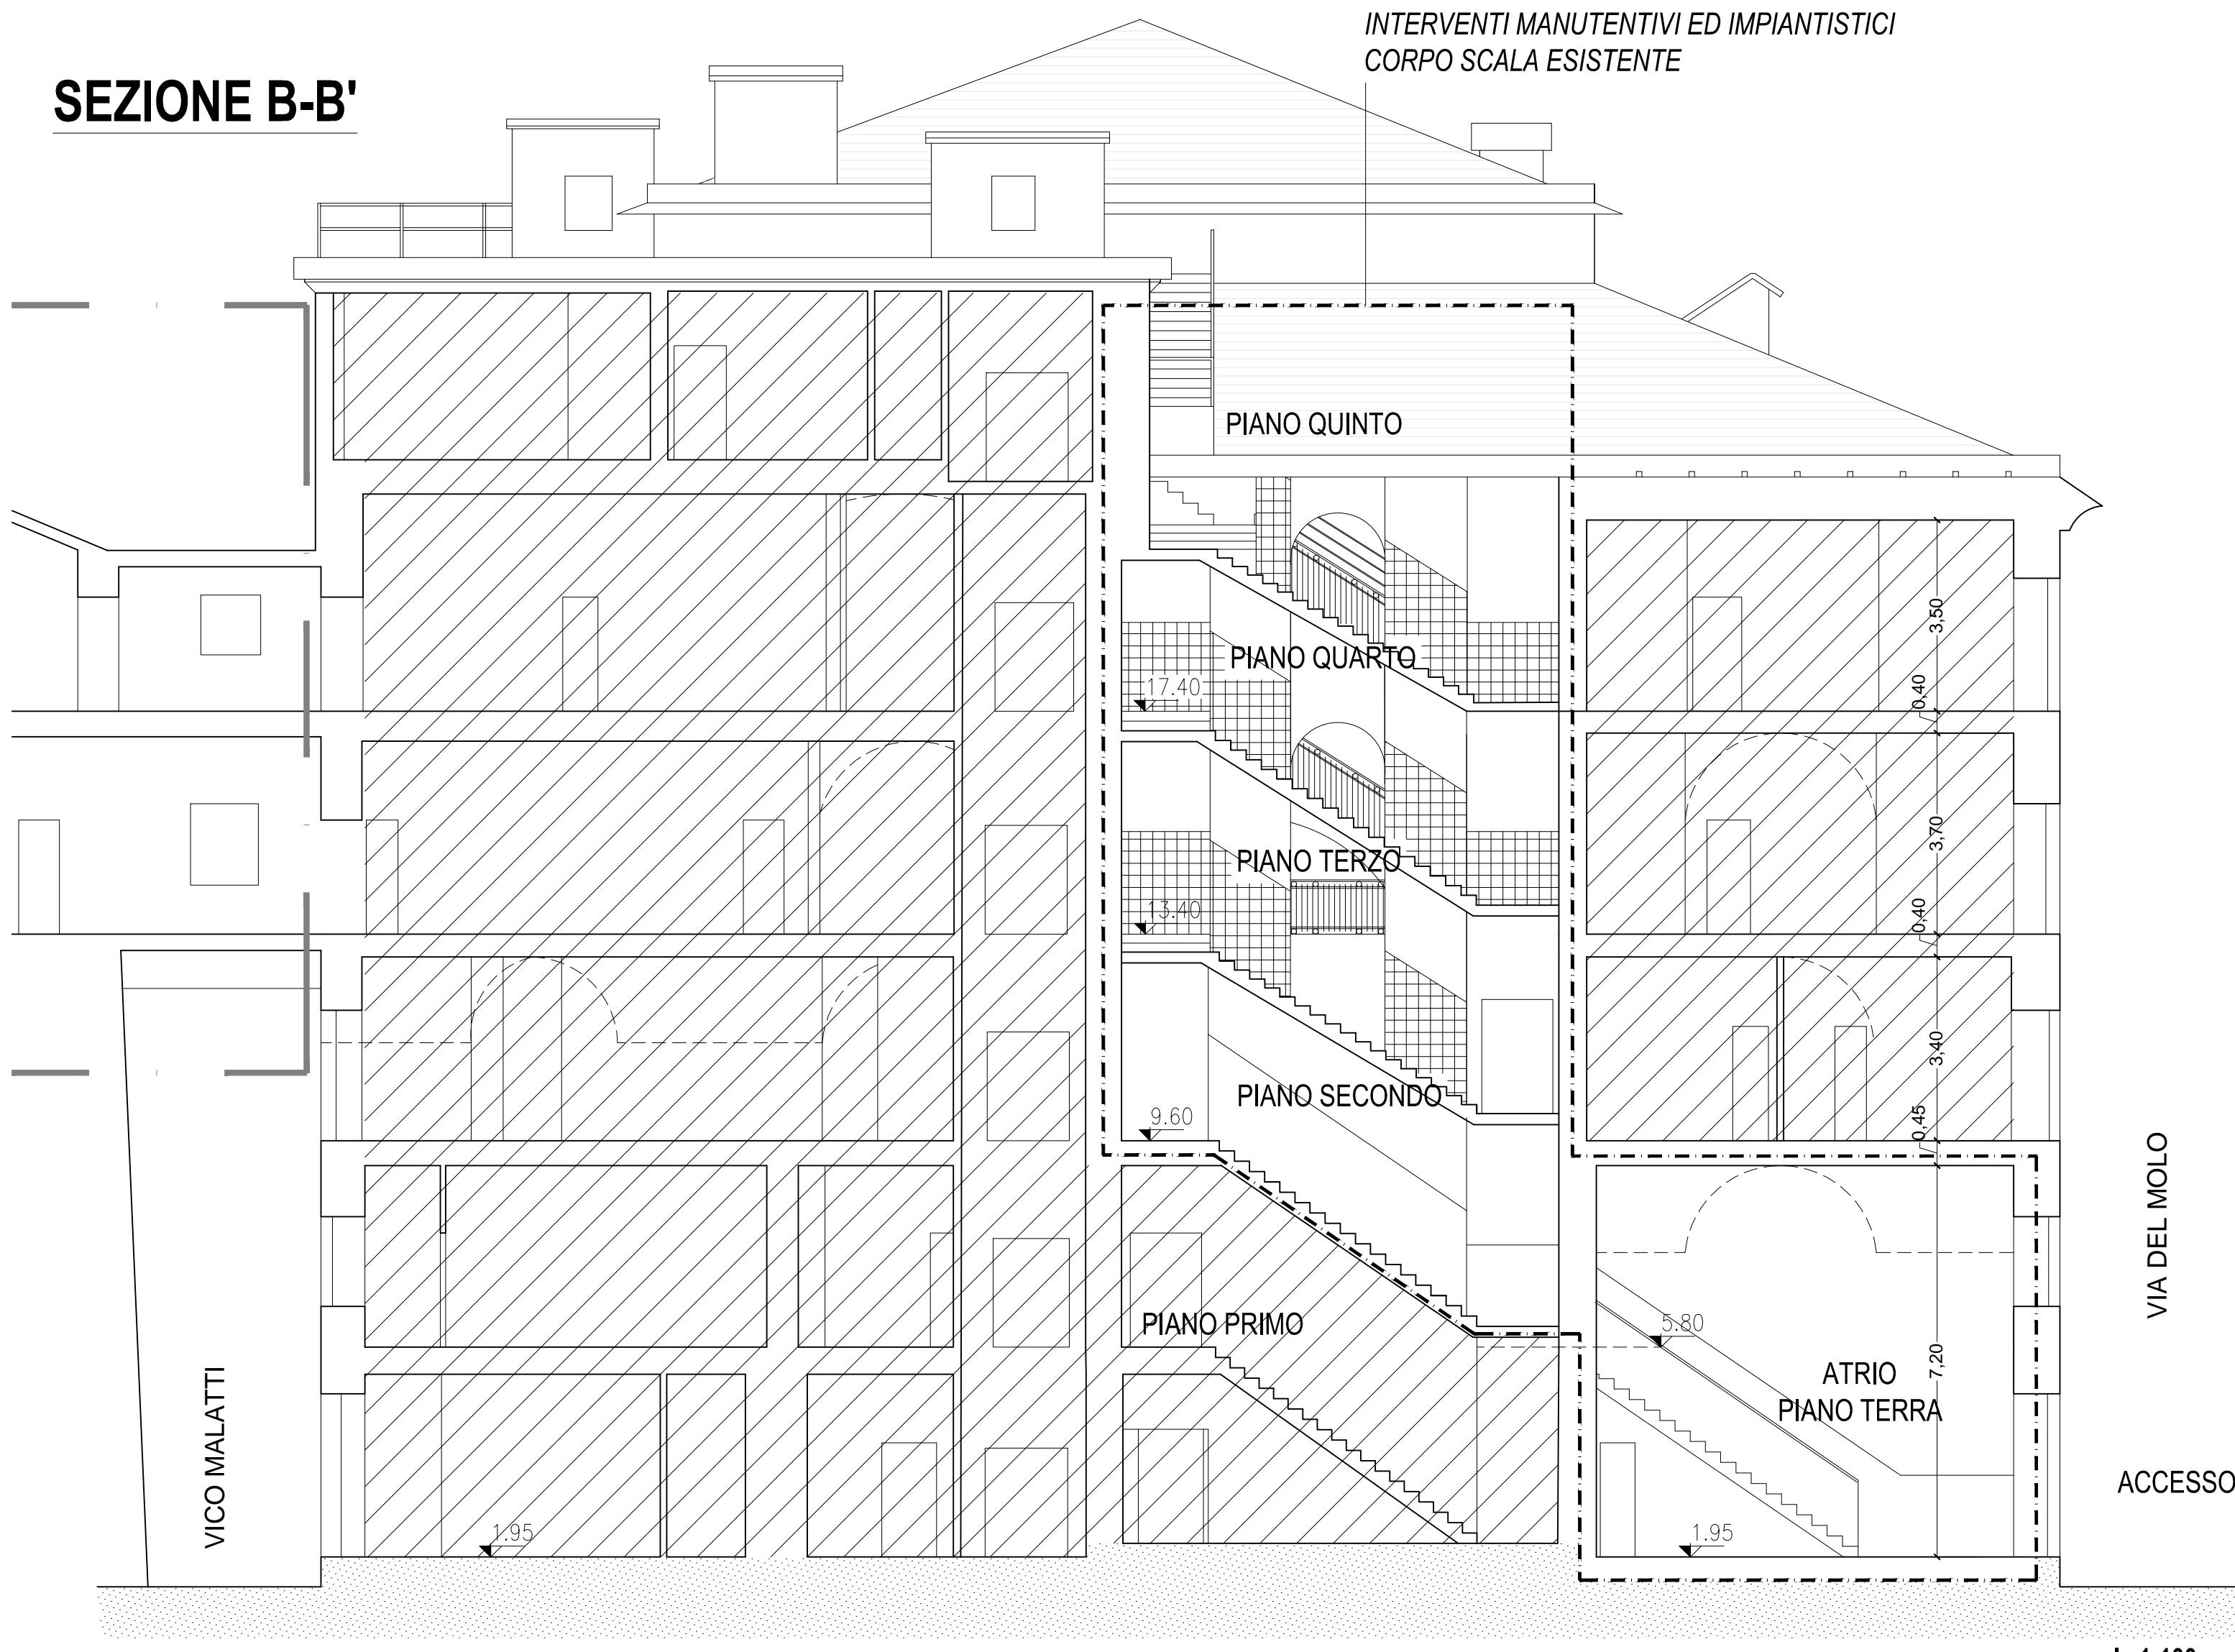 INTERVENTI MANUTENTIVI ED IMPIANTISTICI
CORPO SCALA ESISTENTE
SEZIONE B-B'
PIANO QUINTO
3,50
PIANO QUARTO
17.40
0,40
3,70
PIANO TERZO
13.40
0,40
3,40
PIANO SECONDO
9.60
0,45
VIA DEL MOLO
PIANO PRIMO
5.80
7,20
ATRIO
PIANO TERRA
VICO MALATTI
ACCESSO
1.95
1.95